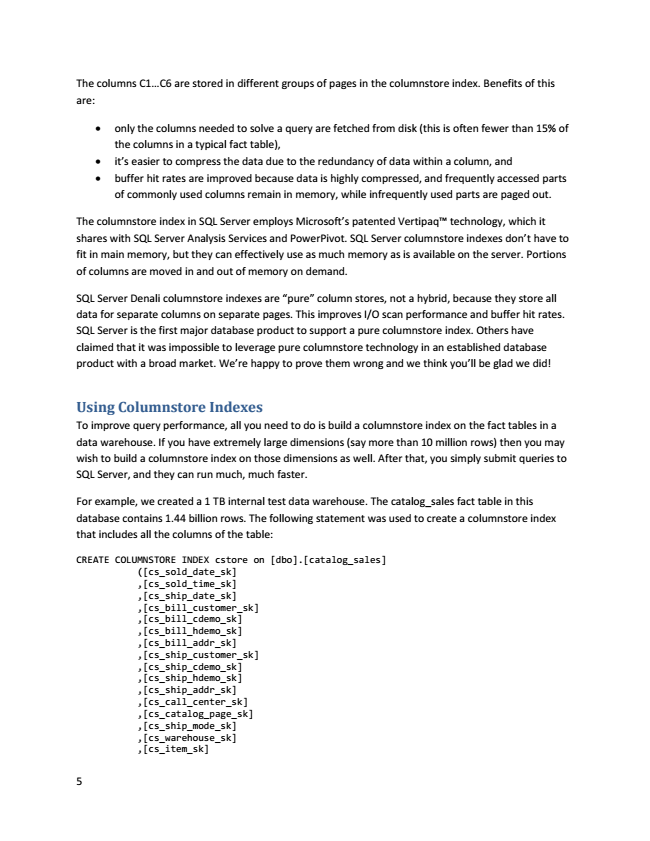 The columns C1…C6 are stored in different groups of pages in the columnstore index. Benefits of this
are:
• only the columns needed to solve a query are fetched from disk (this is often fewer than 15% of
the columns in a typical fact table),
• it’s easier to compress the data due to the redundancy of data within a column, and
• buffer hit rates are improved because data is highly compressed, and frequently accessed parts
of commonly used columns remain in memory, while infrequently used parts are paged out.
The columnstore index in SQL Server employs Microsoft’s patented Vertipaq™ technology, which it
shares with SQL Server Analysis Services and PowerPivot. SQL Server columnstore indexes don’t have to
fit in main memory, but they can effectively use as much memory as is available on the server. Portions
of columns are moved in and out of memory on demand.
SQL Server Denali columnstore indexes are “pure” column stores, not a hybrid, because they store all
data for separate columns on separate pages. This improves I/O scan performance and buffer hit rates.
SQL Server is the first major database product to support a pure columnstore index. Others have
claimed that it was impossible to leverage pure columnstore technology in an established database
product with a broad market. We’re happy to prove them wrong and we think you’ll be glad we did!
Using Columnstore Indexes
To improve query performance, all you need to do is build a columnstore index on the fact tables in a
data warehouse. If you have extremely large dimensions (say more than 10 million rows) then you may
wish to build a columnstore index on those dimensions as well. After that, you simply submit queries to
SQL Server, and they can run much, much faster.
For example, we created a 1 TB internal test data warehouse. The catalog_sales fact table in this
database contains 1.44 billion rows. The following statement was used to create a columnstore index
that includes all the columns of the table:
CREATE COLUMNSTORE INDEX cstore on [dbo].[catalog_sales]
([cs_sold_date_sk]
,[cs_sold_time_sk]
,[cs_ship_date_sk]
,[cs_bill_customer_sk]
,[cs_bill_cdemo_sk]
,[cs_bill_hdemo_sk]
,[cs_bill_addr_sk]
,[cs_ship_customer_sk]
,[cs_ship_cdemo_sk]
,[cs_ship_hdemo_sk]
,[cs_ship_addr_sk]
,[cs_call_center_sk]
,[cs_catalog_page_sk]
,[cs_ship_mode_sk]
,[cs_warehouse_sk]
,[cs_item_sk]
5